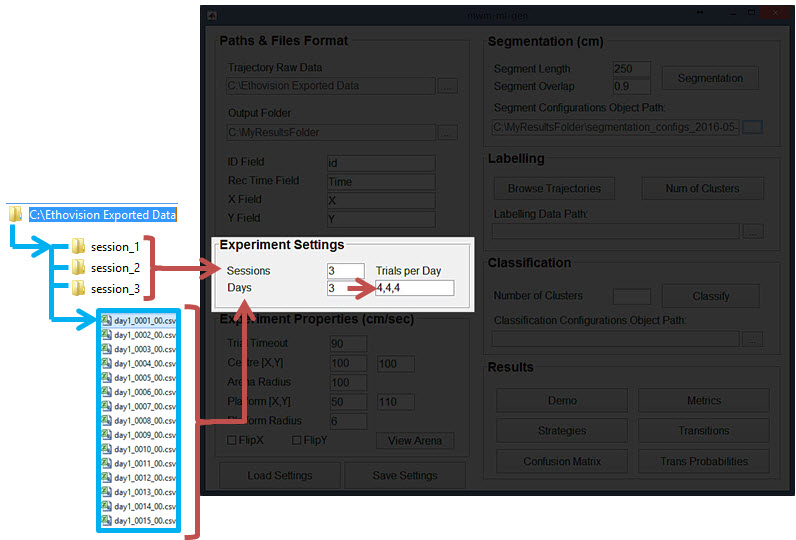 mwm-ml-gen
Paths & Files Format
Trajectory Raw Data
C:\Ethovision Exported Data
...
Output Folder
C:\MyResultsFolder
...
ID Field
id
Rec Time Field
Time
X Field
X
Y Field
Y
C:\Ethovision Exported Data
session_1
session_2
session_3
day1_0001_00.csv
day1_0002_00.csv
day1_0003_00.csv
day1_0004_00.csv
day1_0005_00.csv
day1_0006_00.csv
day1_0007_00.csv
day1_0008_00.csv
day1_0009_00.csv
day1_0010_00.csv
day1_0011_00.csv
day1_0012_00.csv
day1_0013_00.csv
day1_0014_00.csv
day1_0015_00.csv
Experiment Settings
Sessions 3 Trials per Day
Days 3 4,4,4
Experiment Properties (cm/sec)
Trial Timeout 90
Centre [X,Y] 100 100
Arena Radius 100
Platform [X,Y] 50 110
Platform Radius 6
FlipX FlipY View Arena
Load Settings Save Settings
Segmentation (cm)
Segment Length 250
Segment Overlap 0.9
Segmentation
Segment Configurations Object Path:
C:\MyResultsFolder\segmentation_configs_2016-05-
Labelling
Browse Trajectories Num of Clusters
Labelling Data Path:
...
Classification
Number of Clusters Classify
Classification Configurations Object Path:
...
Results
Demo Metrics
Strategies Transitions
Confusion Matrix Trans Probabilities